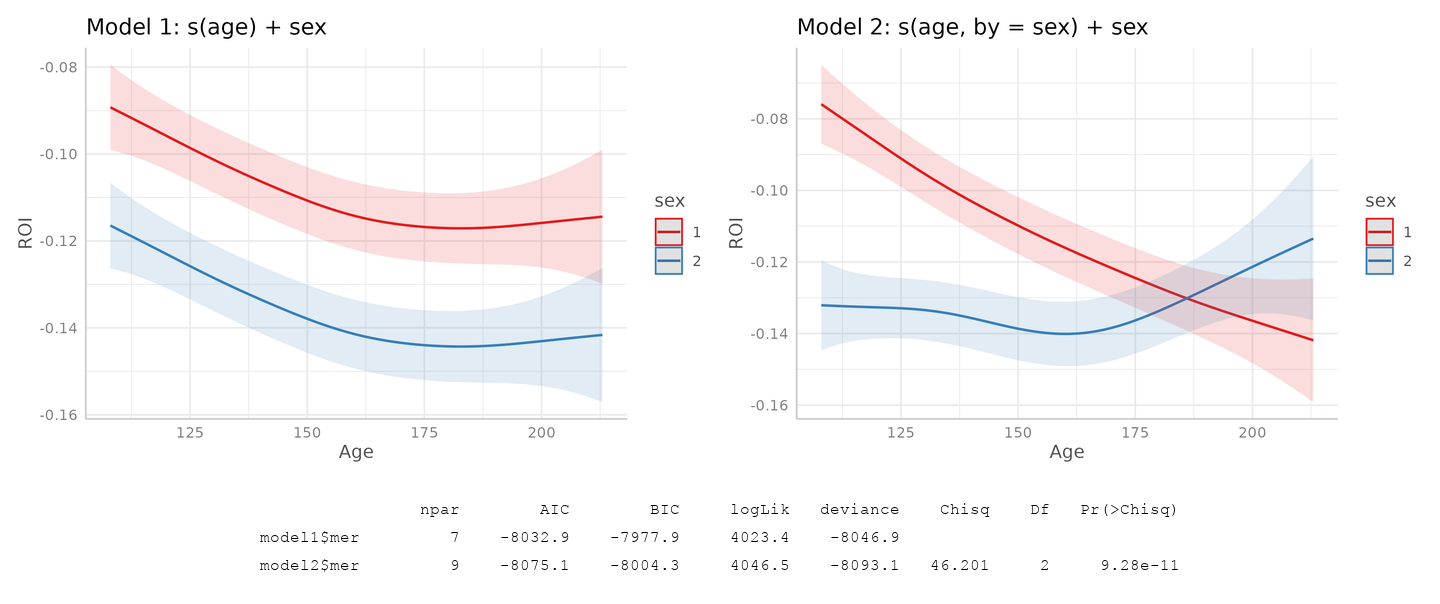 Model 1: s(age) + sex
-0.08
-0.10
-0.12
-0.14
-0.16
ROI
125 150 175 200
Age
sex
1
2
Model 2: s(age, by = sex) + sex
-0.08
-0.10
-0.12
-0.14
-0.16
ROI
125 150 175 200
Age
sex
1
2
npar AIC BIC logLik deviance Chisq Df Pr(>Chisq)
model1$mer 7 -8032.9 -7977.9 4023.4 -8046.9
model2$mer 9 -8075.1 -8004.3 4046.5 -8093.1 46.201 2 9.28e-11